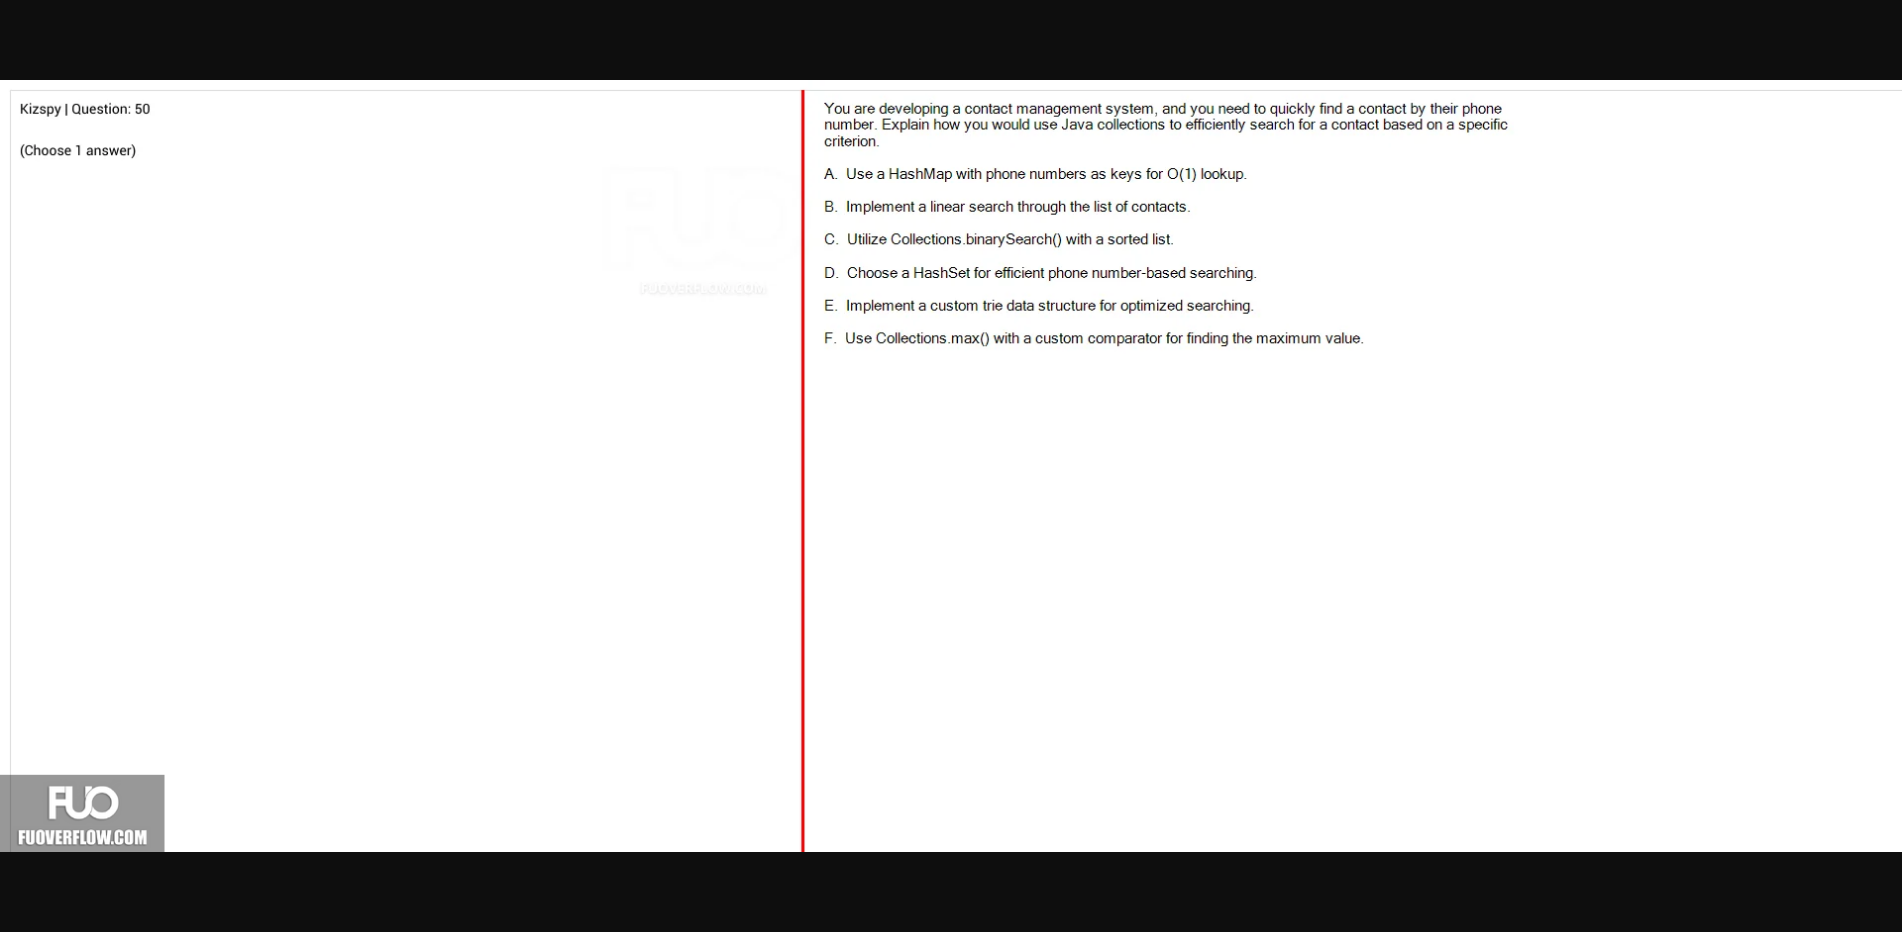 Kizspy | Question: 50
(Choose 1 answer)
You are developing a contact management system, and you need to quickly find a contact by their phone
number. Explain how you would use Java collections to efficiently search for a contact based on a specific
criterion.
A. Use a HashMap with phone numbers as keys for O(1) lookup.
B. Implement a linear search through the list of contacts.
C. Utilize Collections.binarySearch() with a sorted list.
D. Choose a HashSet for efficient phone number-based searching.
E. Implement a custom trie data structure for optimized searching.
F. Use Collections.max() with a custom comparator for finding the maximum value.
FUO
FUOVERFLOW.COM
FUO
FUOVERFLOW.COM